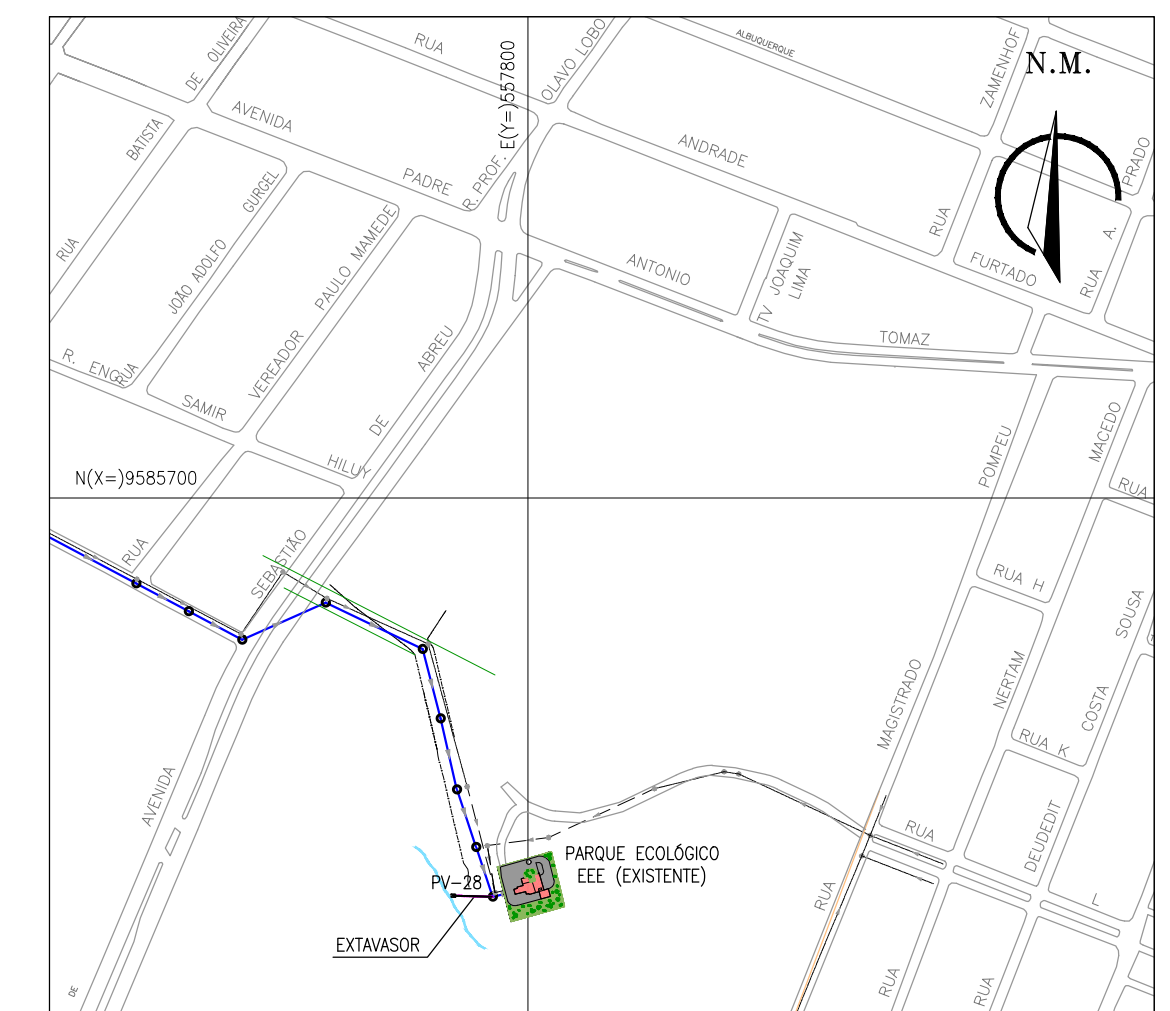 RUA
DE OLIVEIRA
OLAVO LOBO
ALBUQUERQUE
ZAMENHOF
N.M.
E(Y=)557800
AVENIDA
BATISTA
ANDRADE
PRADO
PADRE
R. PROF.
GURGEL
RUA
RUA
A.
RUA
FURTADO
PAULO MAMEDE
JOÃO ADOLFO
ANTONIO
TV JOAQUIM
LIMA
TOMAZ
ABREU
VEREADOR
R. ENG
RUA
SAMIR
DE
HILUY
MACEDO
POMPEU
N(X=)9585700
RUA
RUA
SEBASTIÃO
RUA H
SOUSA
NERTAM
MAGISTRADO
COSTA
RUA K
AVENIDA
RUA
DEUDEDIT
PARQUE ECOLÓGICO
EEE (EXISTENTE)
PV-28
RUA
L
EXTAVASOR
DE
RUA
RUA